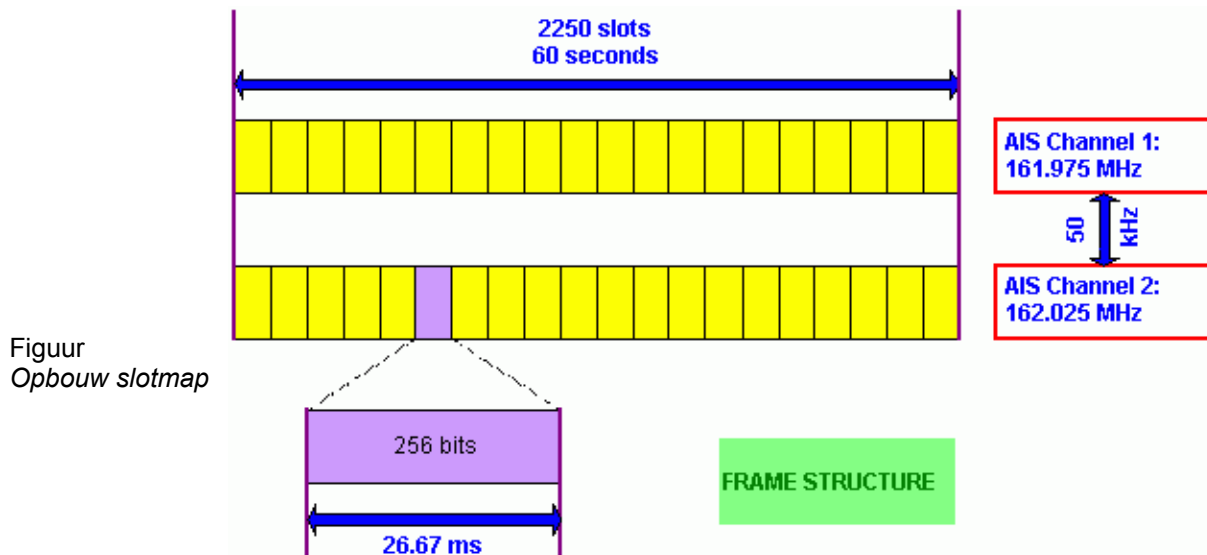 2250 slots
60 seconds
AIS Channel 1:
161.975 MHz
50
kHz
AIS Channel 2:
162.025 MHz
Figuur
Opbouw slotmap
256 bits
FRAME STRUCTURE
26.67 ms